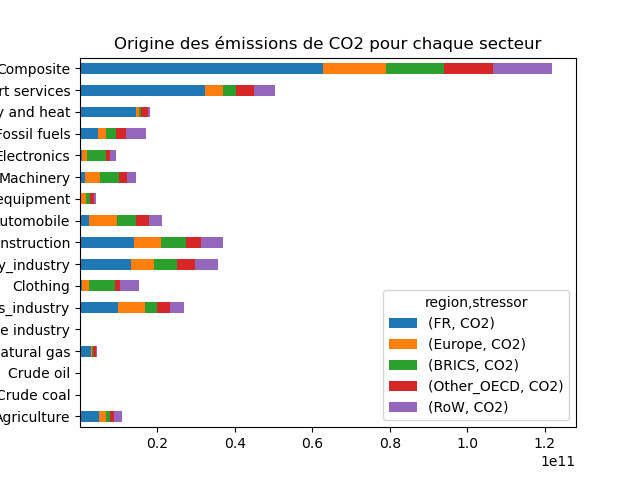 Origine des émissions de CO2 pour chaque secteur
Composite
rt services
y and heat
Fossil fuels
Electronics
Machinery
equipment
utomobile
nstruction
y_industry
Clothing
s_industry
e industry
atural gas
Crude oil
Crude coal
Agriculture
region,stressor
(FR, CO2)
(Europe, CO2)
(BRICS, CO2)
(Other_OECD, CO2)
(RoW, CO2)
0.2 0.4 0.6 0.8 1.0 1.2
1e11